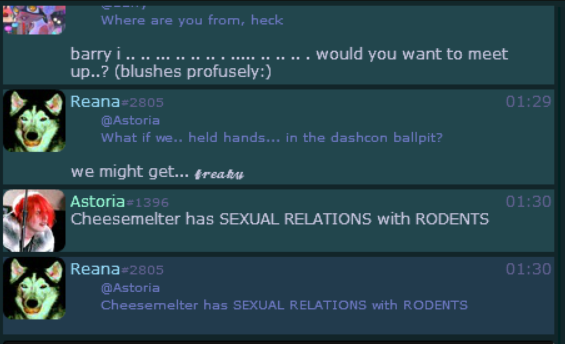 Where are you from, heck
barry i .. .. ... .. .. .. . ..... .. .. .. . would you want to meet
up..? (blushes profusely:)
Reana#2805 01:29
@Astoria
What if we.. held hands... in the dashcon ballpit?
we might get... 𝓯𝓻𝓮𝓪𝓴𝔂
Astoria#1396 01:30
Cheesemelter has SEXUAL RELATIONS with RODENTS
Reana#2805 01:30
@Astoria
Cheesemelter has SEXUAL RELATIONS with RODENTS